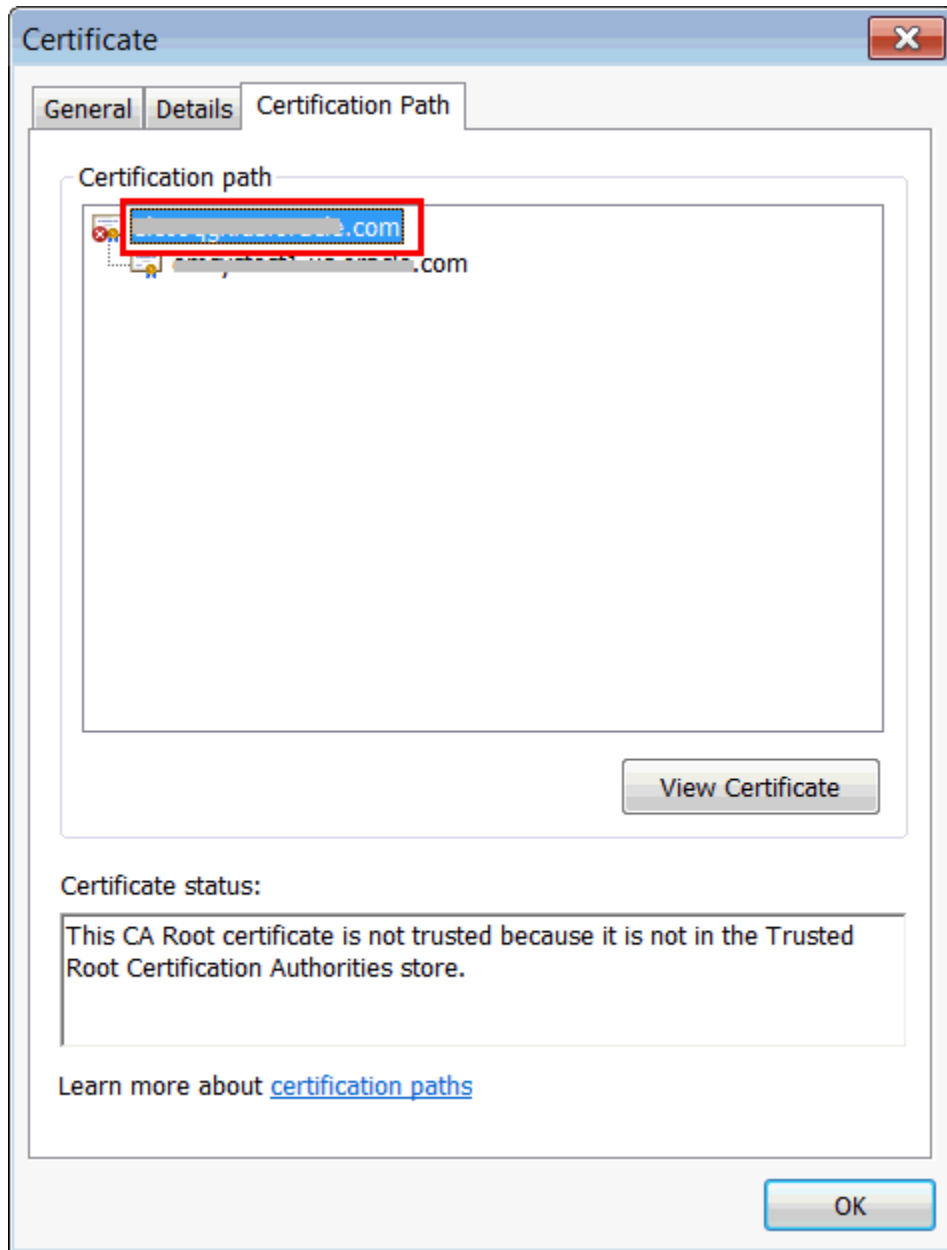 Certificate
General Details Certification Path
Certification path
.com
.com
View Certificate
Certificate status:
This CA Root certificate is not trusted because it is not in the Trusted
Root Certification Authorities store.
Learn more about certification paths
OK